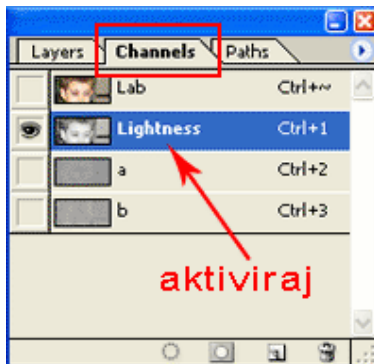 Layers Channels Paths
Lab Ctrl+~
Lightness Ctrl+1
a Ctrl+2
b Ctrl+3
aktiviraj